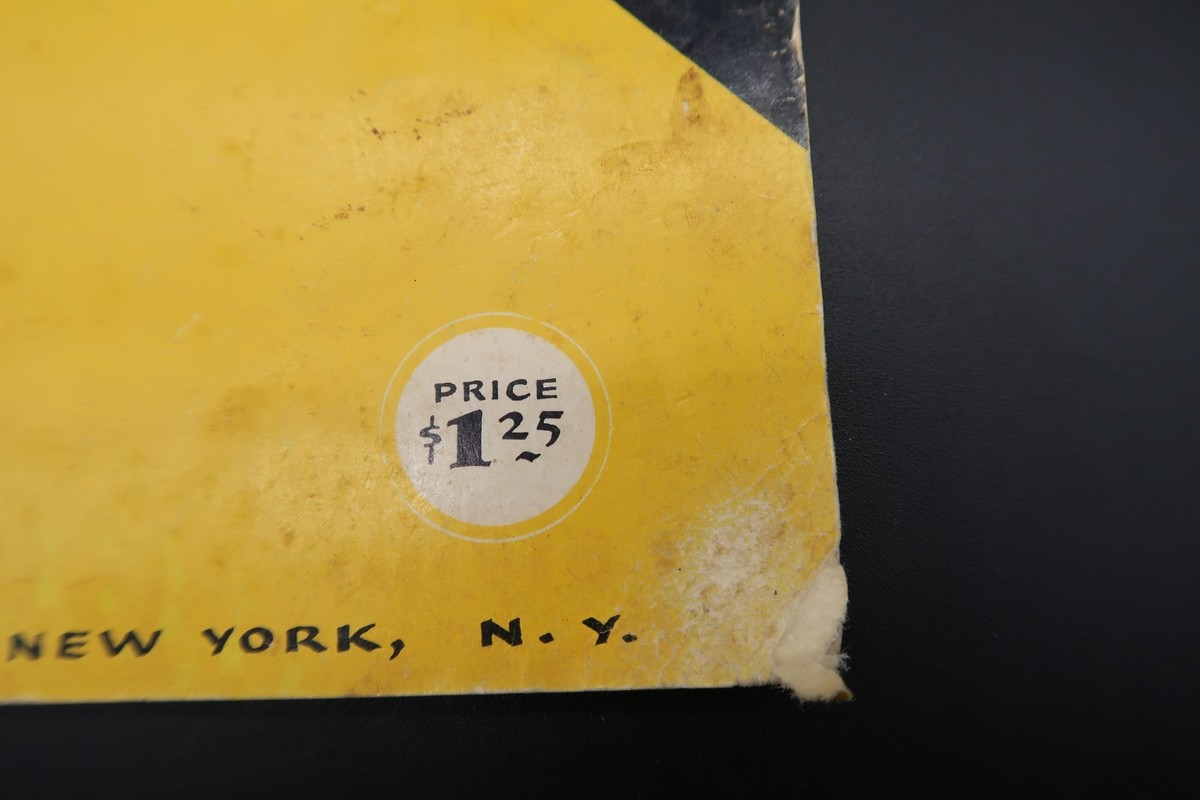 PRICE
$1 25
NEW YORK, N. Y.